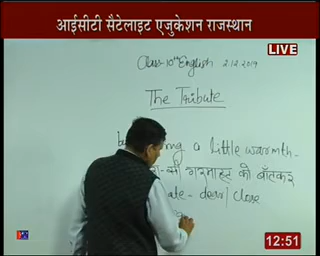 आईसीटी सैटेलाइट एजुकेशन राजस्थान
LIVE
Class-10th English 2.12.2019
The Tribute
a little warmth-
गरमाहट को बाँटकर
dear/close
12:51